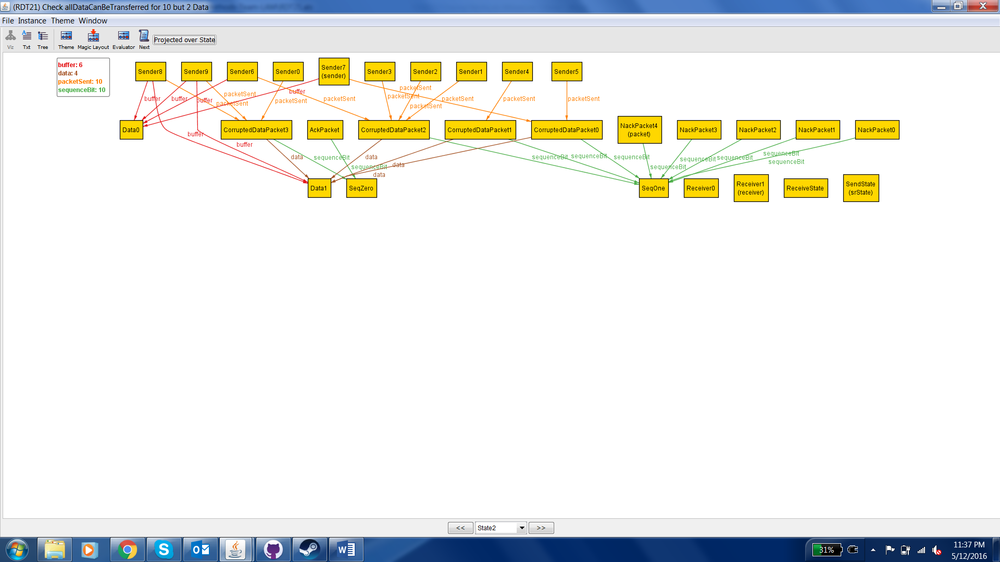 (RDT21) Check allDataCanBeTransferred for 10 but 2 Data
File Instance Theme Window
Viz Txt Tree Theme Magic Layout Evaluator Next Projected over State
buffer: 6
data: 4
packetSent: 10
sequenceBit: 10
Sender8 Sender9 Sender6 Sender0 Sender7 (sender) Sender3 Sender2 Sender1 Sender4 Sender5
buffer buffer buffer packetSent packetSent packetSent buffer packetSent packetSent packetSent packetSent packetSent packetSent packetSent
Data0 CorruptedDataPacket3 AckPacket CorruptedDataPacket2 CorruptedDataPacket1 CorruptedDataPacket0 NackPacket4 (packet) NackPacket3 NackPacket2 NackPacket1 NackPacket0
buffer buffer data sequenceBit sequenceBit data data data sequenceBit sequenceBit sequenceBit sequenceBit sequenceBit sequenceBit sequenceBit sequenceBit
Data1 SeqZero SeqOne Receiver0 Receiver1 (receiver) ReceiveState SendState (srState)
<< State2 >>
31% 11:37 PM
5/12/2016